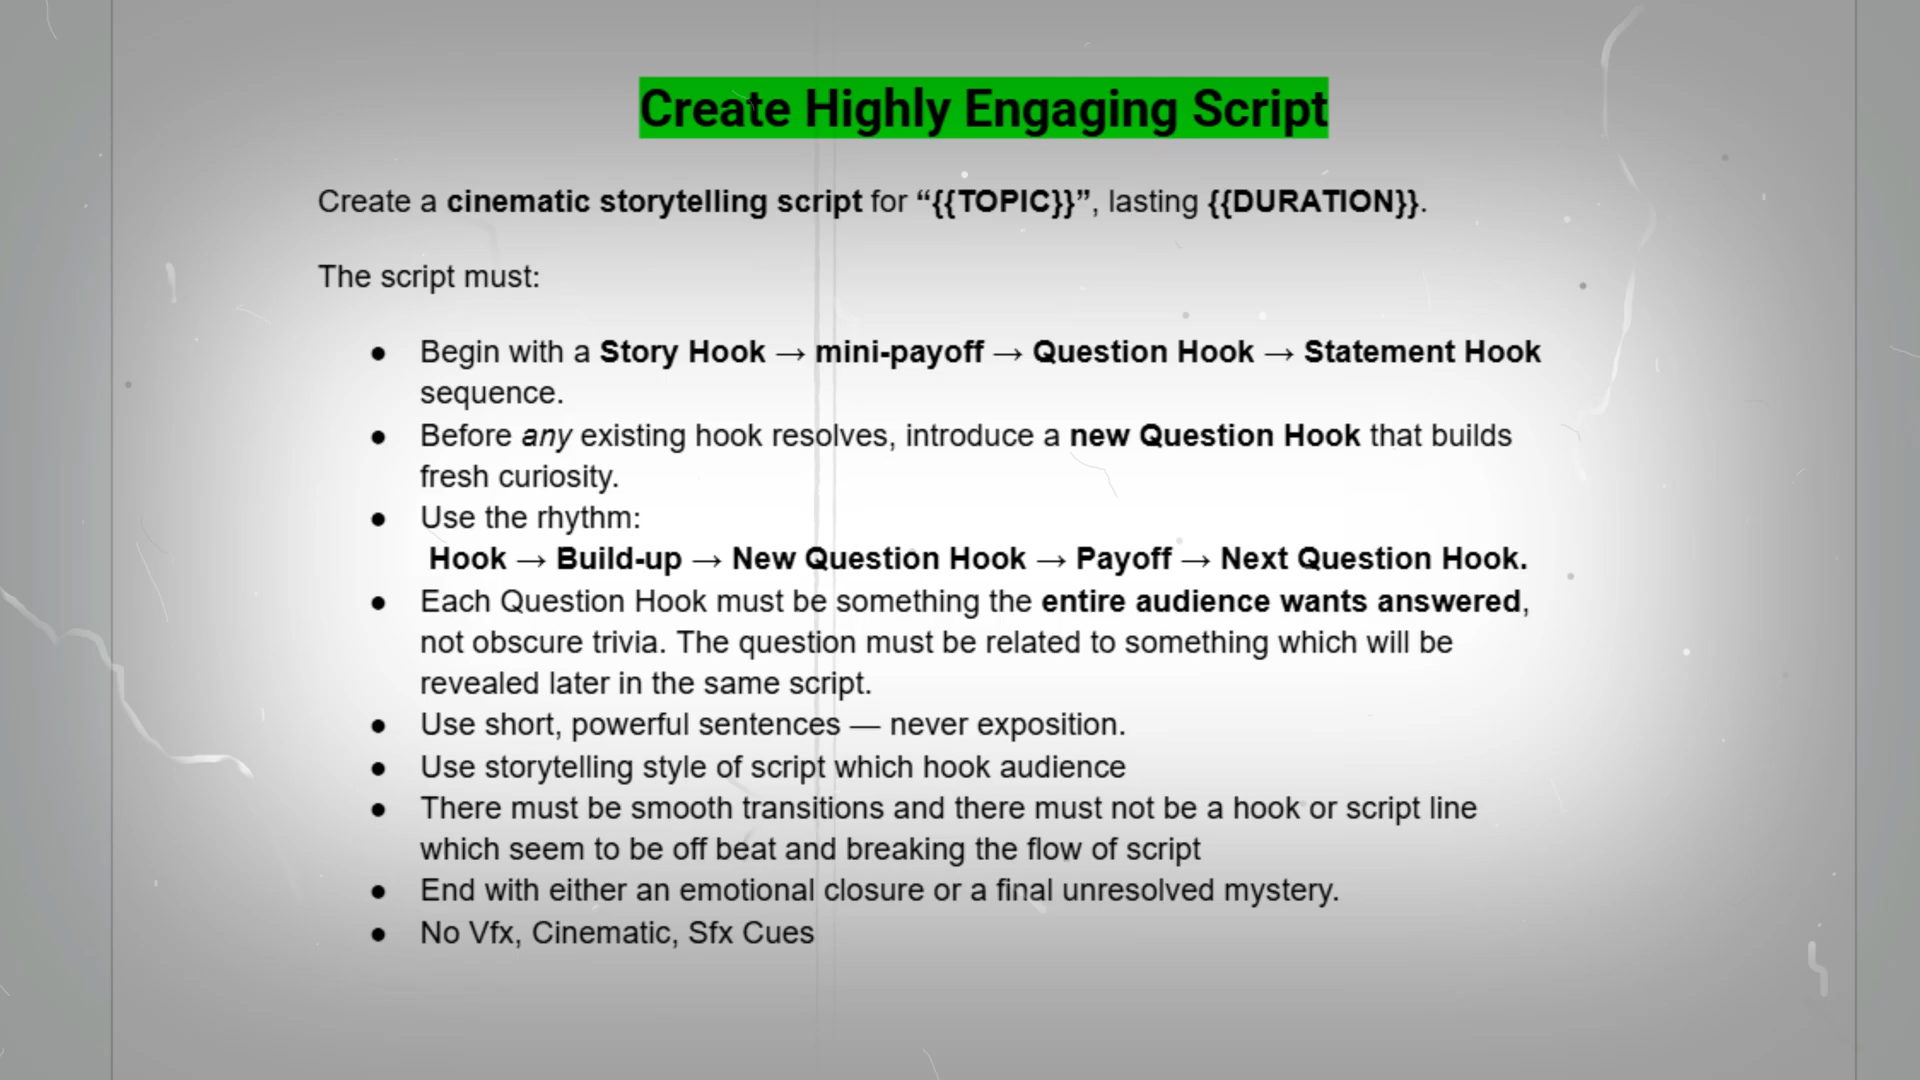 Create Highly Engaging Script
Create a cinematic storytelling script for “{{TOPIC}}”, lasting {{DURATION}}.
The script must:
● Begin with a Story Hook → mini-payoff → Question Hook → Statement Hook
sequence.
● Before any existing hook resolves, introduce a new Question Hook that builds
fresh curiosity.
● Use the rhythm:
Hook → Build-up → New Question Hook → Payoff → Next Question Hook.
● Each Question Hook must be something the entire audience wants answered,
not obscure trivia. The question must be related to something which will be
revealed later in the same script.
● Use short, powerful sentences — never exposition.
● Use storytelling style of script which hook audience
● There must be smooth transitions and there must not be a hook or script line
which seem to be off beat and breaking the flow of script
● End with either an emotional closure or a final unresolved mystery.
● No Vfx, Cinematic, Sfx Cues